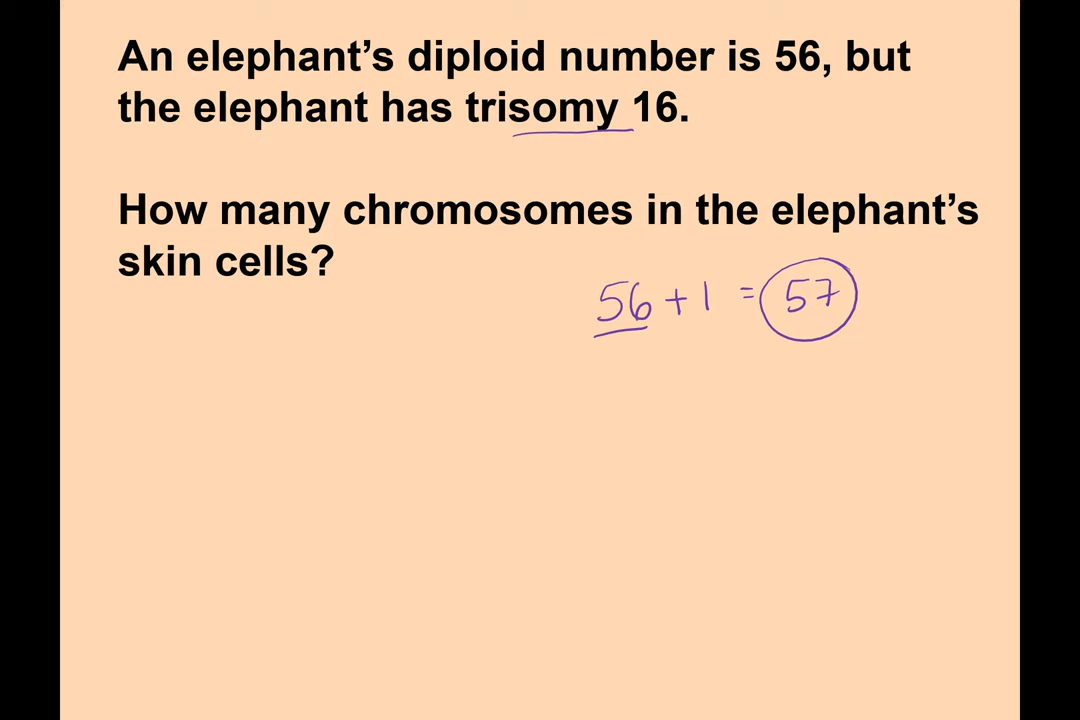 An elephant’s diploid number is 56, but
the elephant has trisomy 16.
How many chromosomes in the elephant’s
skin cells?
56 + 1 = 57